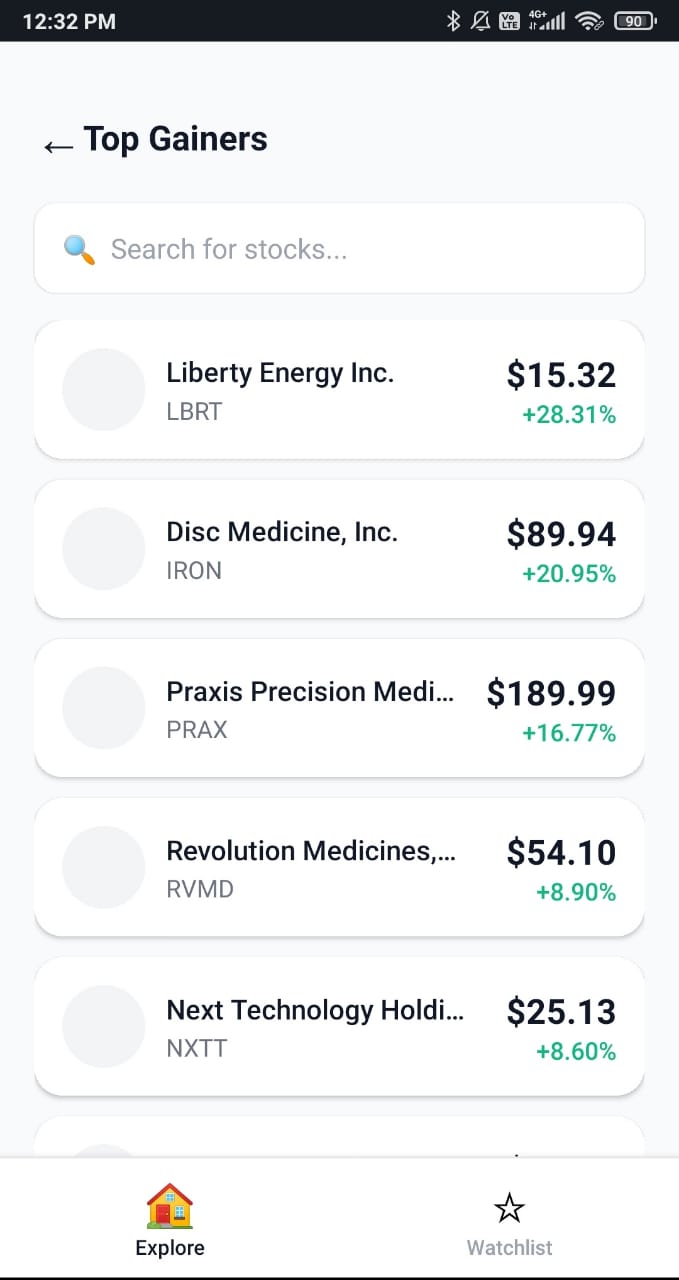 12:32 PM
Vo LTE 4G+ 90
← Top Gainers
Search for stocks...
Liberty Energy Inc.
$15.32
LBRT
+28.31%
Disc Medicine, Inc.
$89.94
IRON
+20.95%
Praxis Precision Medi...
$189.99
PRAX
+16.77%
Revolution Medicines,...
$54.10
RVMD
+8.90%
Next Technology Holdi...
$25.13
NXTT
+8.60%
Explore
Watchlist